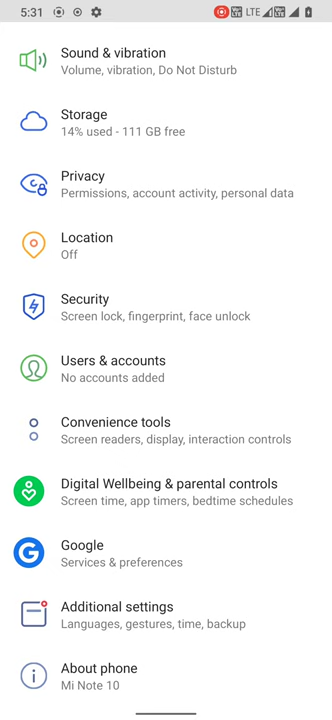 5:31
LTE
Sound & vibration
Volume, vibration, Do Not Disturb
Storage
14% used - 111 GB free
Privacy
Permissions, account activity, personal data
Location
Off
Security
Screen lock, fingerprint, face unlock
Users & accounts
No accounts added
Convenience tools
Screen readers, display, interaction controls
Digital Wellbeing & parental controls
Screen time, app timers, bedtime schedules
Google
Services & preferences
Additional settings
Languages, gestures, time, backup
About phone
Mi Note 10